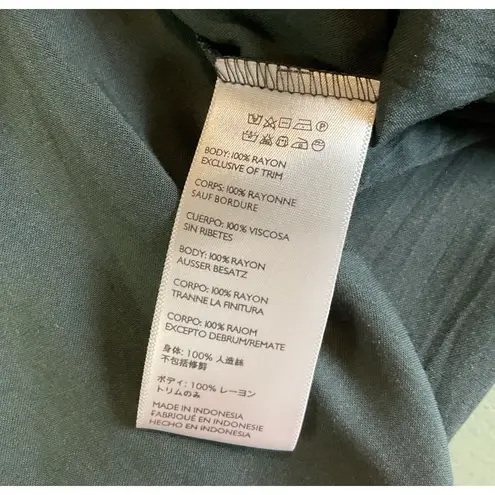 BODY: 100% RAYON
EXCLUSIVE OF TRIM
CORPS: 100% RAYONNE
SAUF BORDURE
CUERPO: 100% VISCOSA
SIN RIBETES
BODY: 100% RAYON
AUSSER BESATZ
CORPO: 100% RAYON
TRANNE LA FINITURA
CORPO: 100% RAIOM
EXCEPTO DEBRUM/REMATE
身体: 100% 人造絲
不包括修剪
ボディ: 100% レーヨン
トリムのみ
MADE IN INDONESIA
FABRIQUÉ EN INDONESIE
HECHO EN INDONESIA